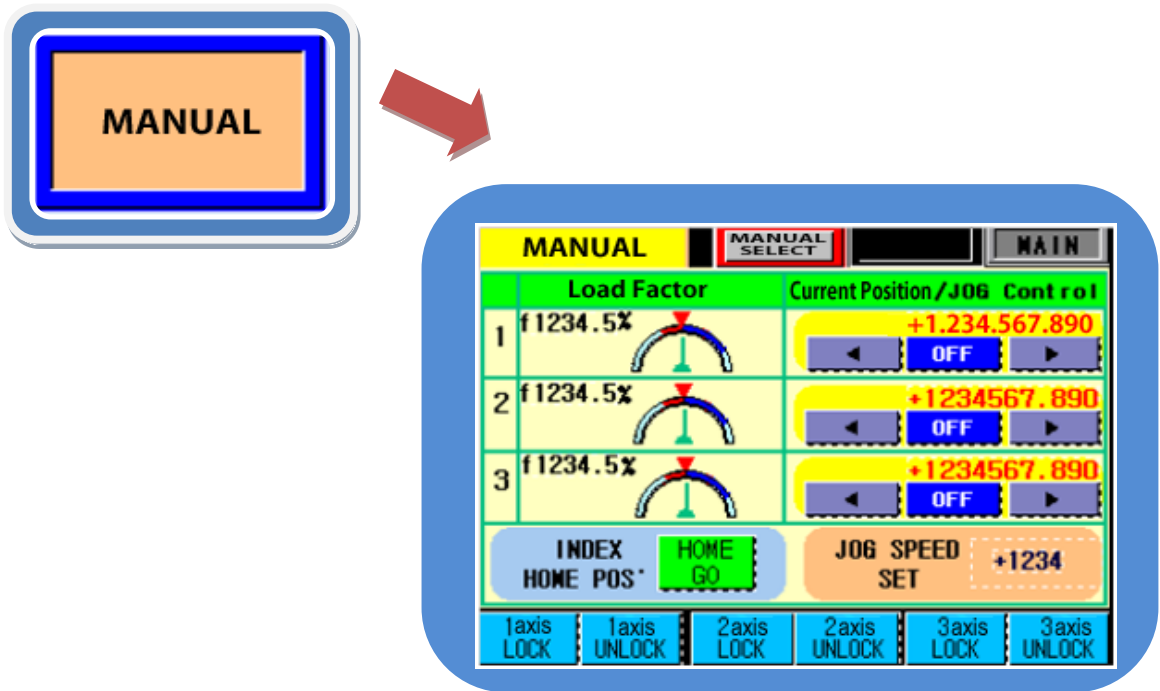 MANUAL
MANUAL MANUAL SELECT MAIN
Load Factor Current Position/JOG Control
1 f1234.5% +1.234.567.890
◀ OFF ▶
2 f1234.5% +1234567.890
◀ OFF ▶
3 f1234.5% +1234567.890
◀ OFF ▶
INDEX HOME POS' HOME GO JOG SPEED SET +1234
1axis LOCK 1axis UNLOCK 2axis LOCK 2axis UNLOCK 3axis LOCK 3axis UNLOCK